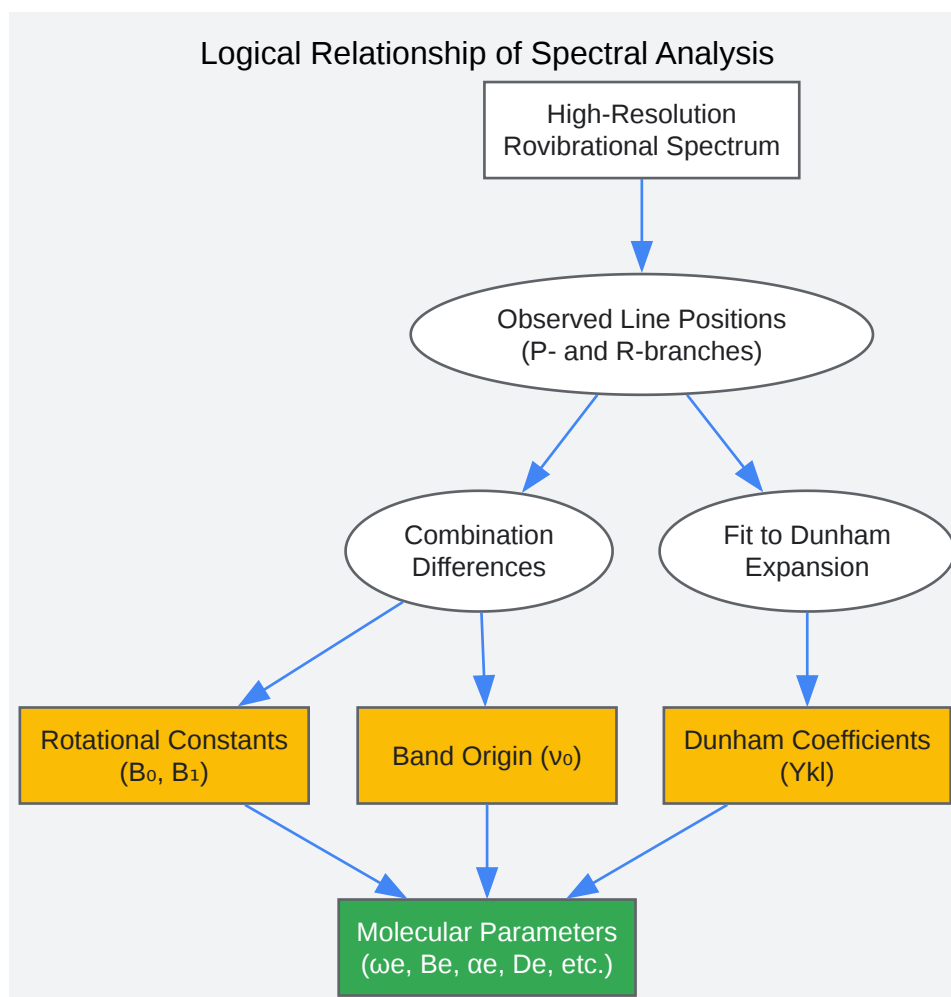 Logical Relationship of Spectral Analysis
High-Resolution
Rovibrational Spectrum
Observed Line Positions
(P- and R-branches)
Combination
Differences
Fit to Dunham
Expansion
Rotational Constants
(B₀, B₁)
Band Origin (ν₀)
Dunham Coefficients
(Ykl)
Molecular Parameters
(ωe, Be, αe, De, etc.)